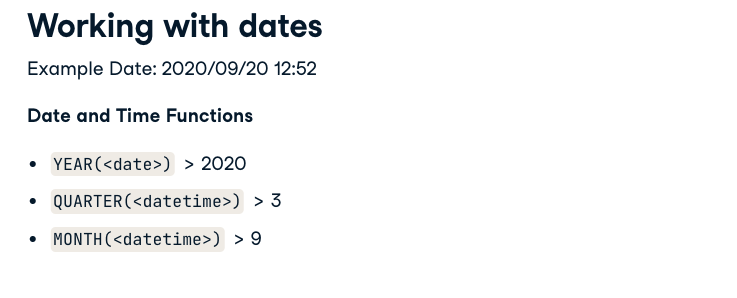 Working with dates
Example Date: 2020/09/20 12:52
Date and Time Functions
• YEAR(<date>) > 2020
• QUARTER(<datetime>) > 3
• MONTH(<datetime>) > 9